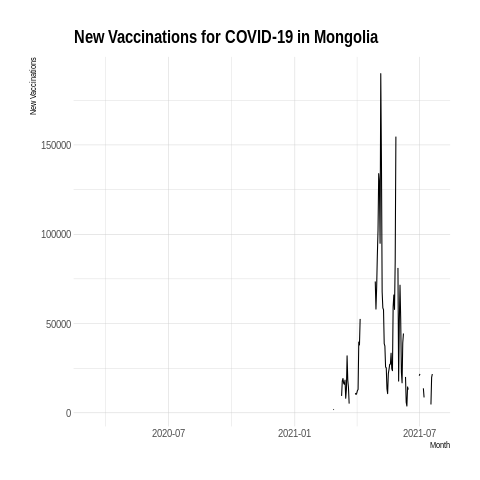 New Vaccinations for COVID-19 in Mongolia
New Vaccinations
150000
100000
50000
0
2020-07 2021-01 2021-07
Month